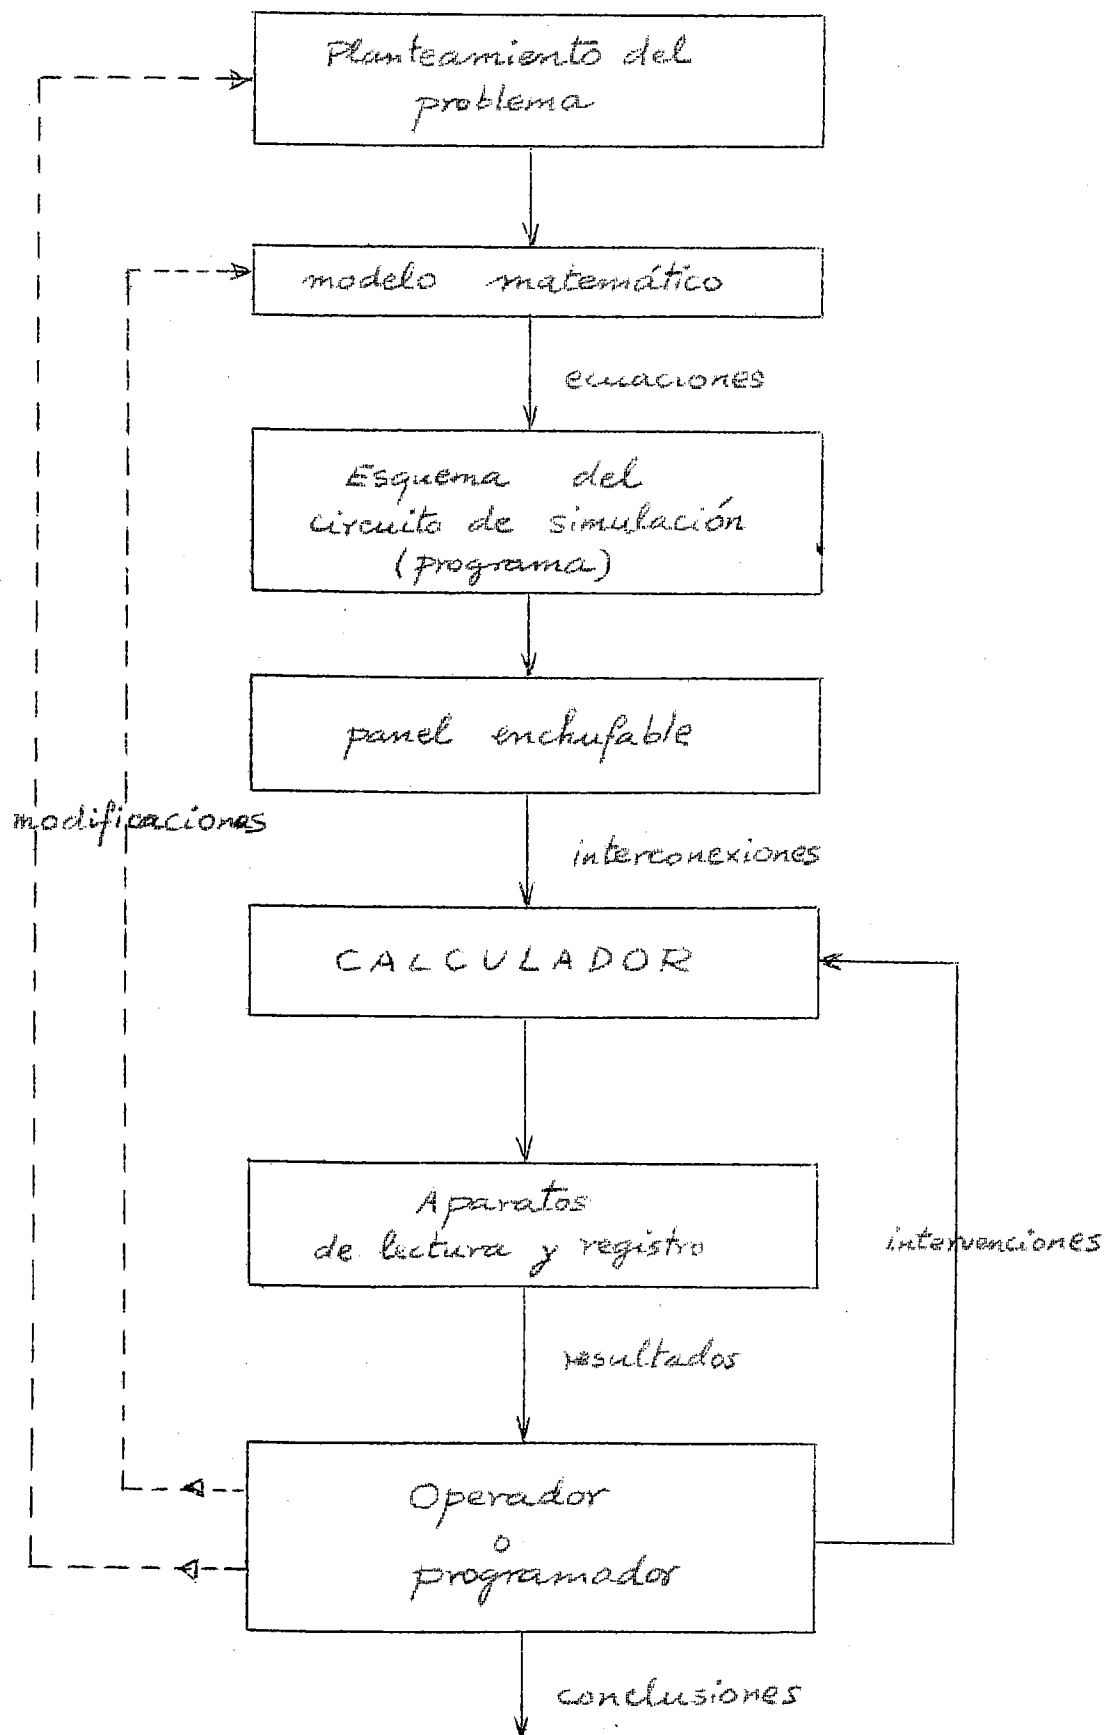 Planteamiento del
problema
modelo matemático
ecuaciones
Esquema del
circuito de simulación
(programa)
panel enchufable
modificaciones
interconexiones
CALCULADOR
Aparatos
de lectura y registro
intervenciones
resultados
Operador
o
programador
conclusiones